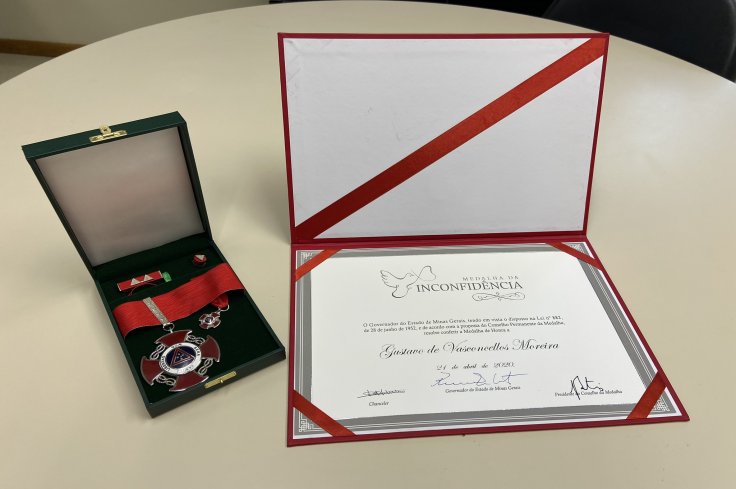 MEDALHA DA
INCONFIDÊNCIA
O Governador do Estado de Minas Gerais, tendo em vista o disposto na Lei nº 882,
de 28 de junho de 1952, e de acordo com a proposta do Conselho Permanente da Medalha,
resolve conferir a Medalha de Honra a
Gustavo de Vasconcellos Moreira
21 de abril de 2020
Chanceler
Governador do Estado de Minas Gerais
Presidente do Conselho da Medalha